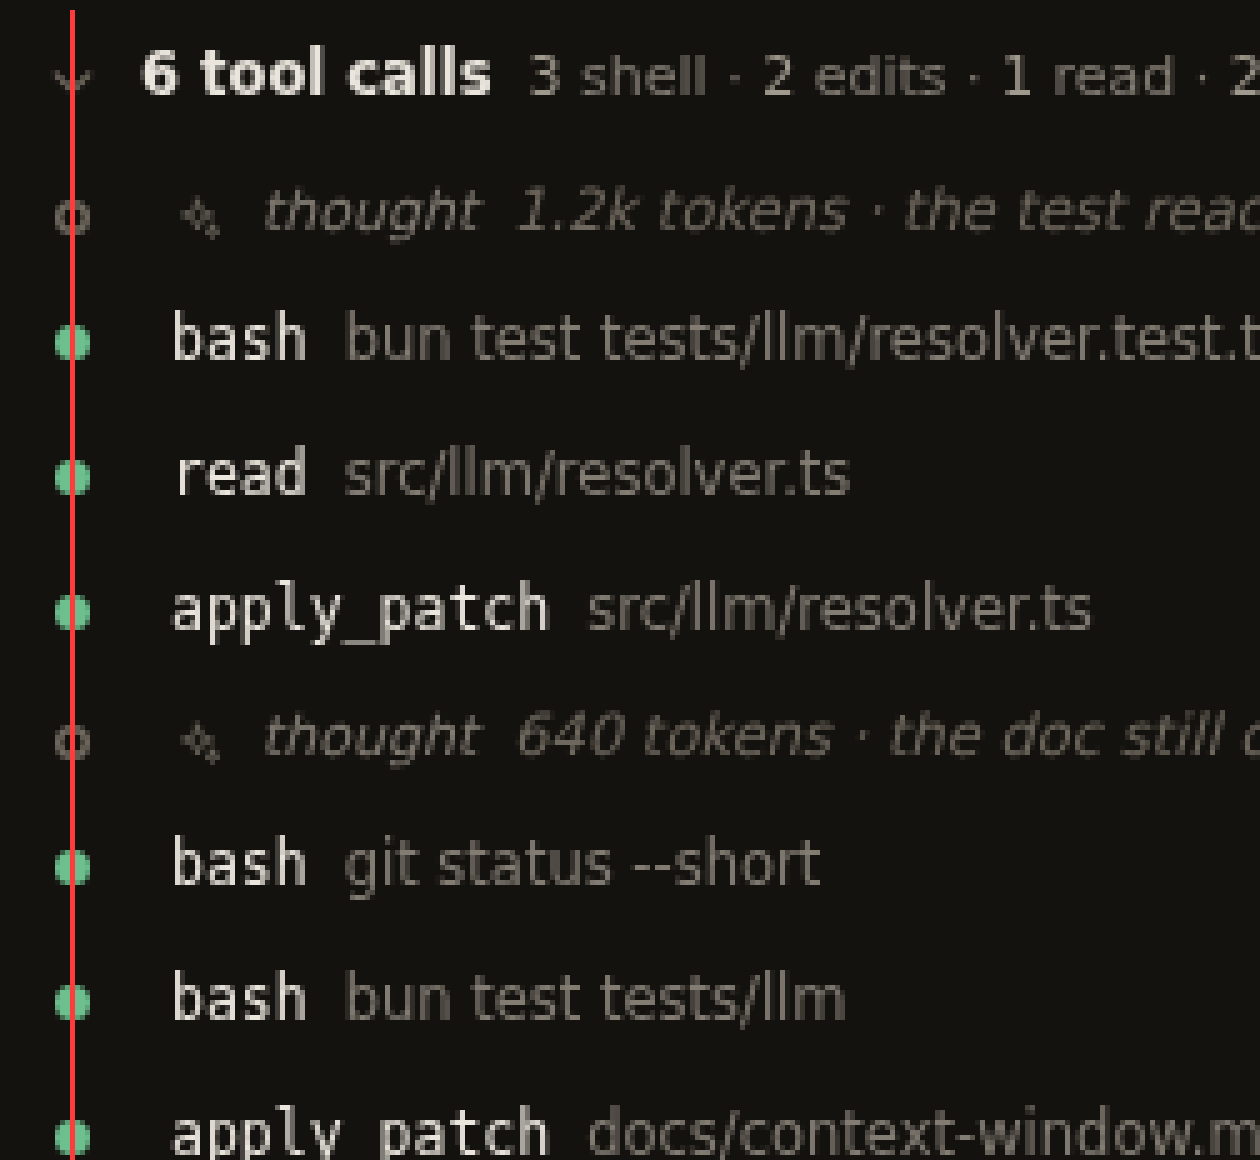 6 tool calls 3 shell · 2 edits · 1 read · 2
thought 1.2k tokens · the test
bash bun test tests/llm/resolver.test.t
read src/llm/resolver.ts
apply_patch src/llm/resolver.ts
thought 640 tokens · the doc still
bash git status --short
bash bun test tests/llm
apply_patch docs/context-window.m